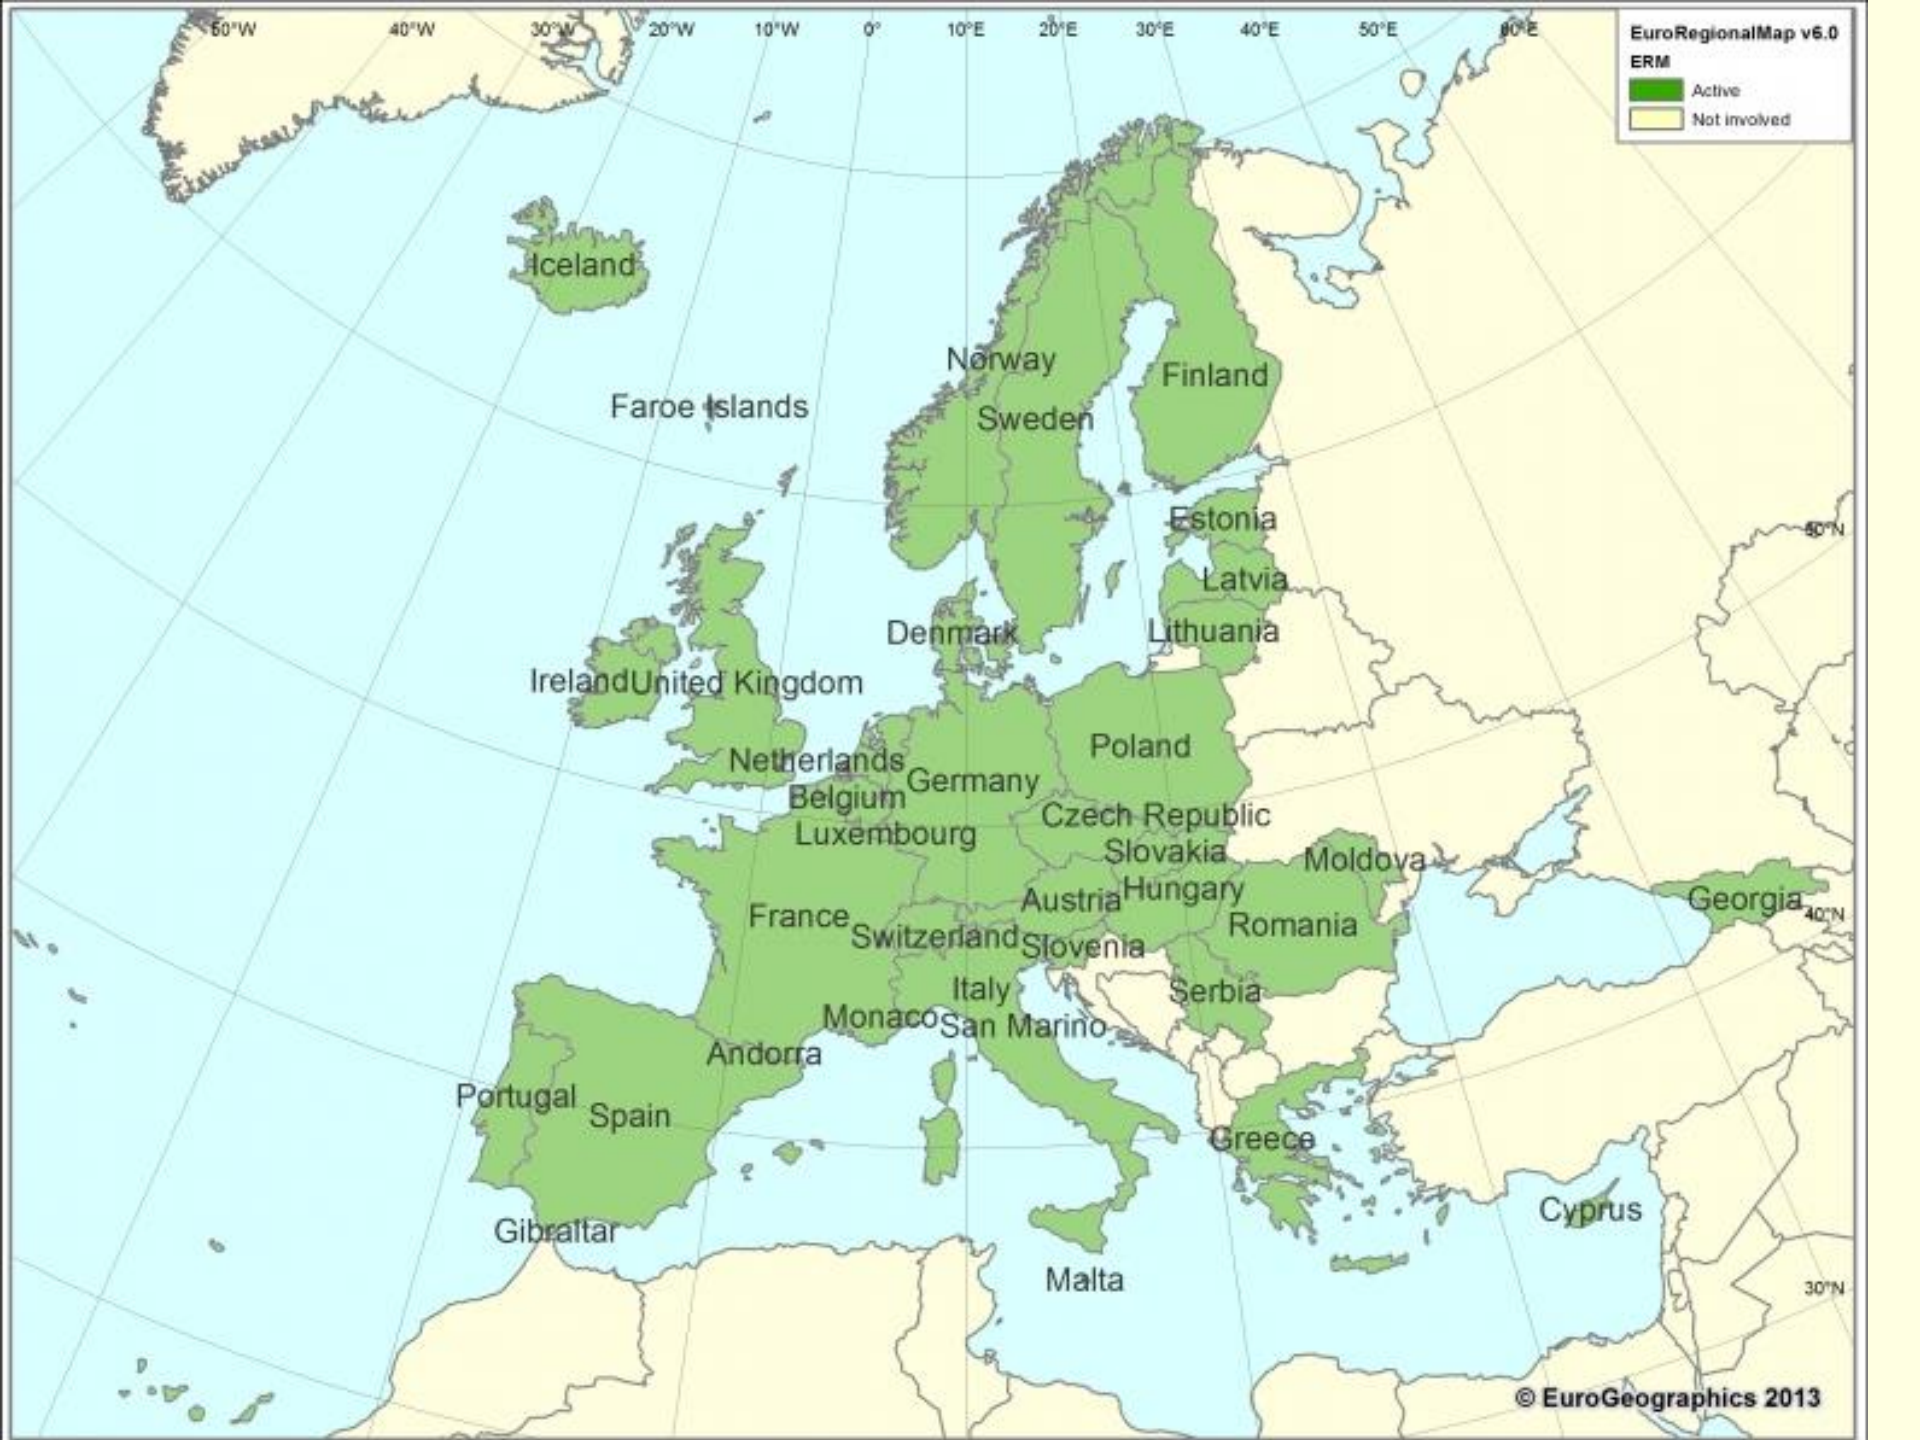 50°W 40°W 30°W 20°W 10°W 0° 10°E 20°E 30°E 40°E 50°E 60°E
EuroRegionalMap v6.0
ERM
Active
Not involved
Iceland
Norway
Finland
Faroe Islands
Sweden
Estonia
50°N
Latvia
Denmark
Lithuania
Ireland
United Kingdom
Poland
Netherlands
Germany
Belgium
Czech Republic
Luxembourg
Slovakia
Moldova
Hungary
Austria
Georgia
40°N
France
Romania
Switzerland
Slovenia
Italy
Serbia
Monaco
San Marino
Andorra
Portugal
Spain
Greece
Cyprus
Gibraltar
Malta
30°N
© EuroGeographics 2013